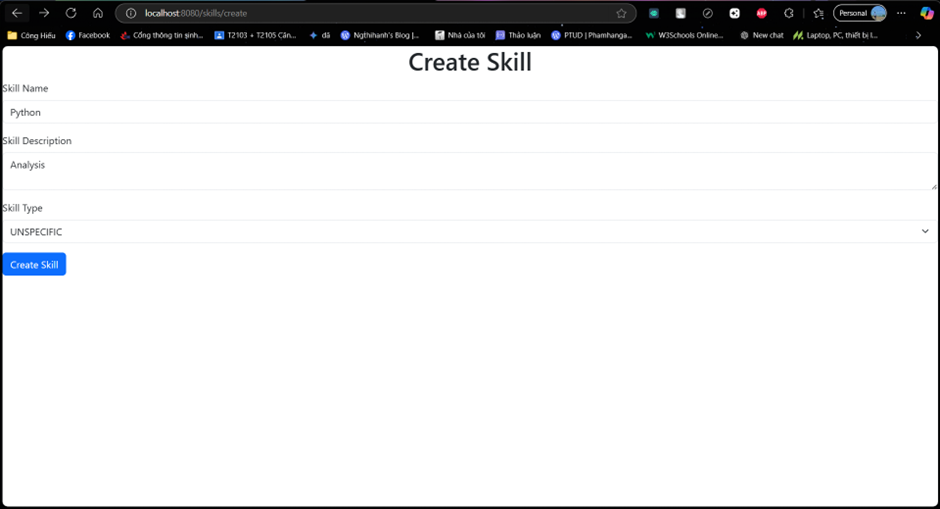 localhost:8080/skills/create
Personal
Công Hiếu
Facebook
Cổng thông tin sinh...
T2103 + T2105 Căn...
dã
Ngthihanh's Blog |...
Nhà của tôi
Thảo luận
PTUD | Phamhanga...
W3Schools Online...
New chat
Laptop, PC, thiết bị l...
Create Skill
Skill Name
Python
Skill Description
Analysis
Skill Type
UNSPECIFIC
Create Skill